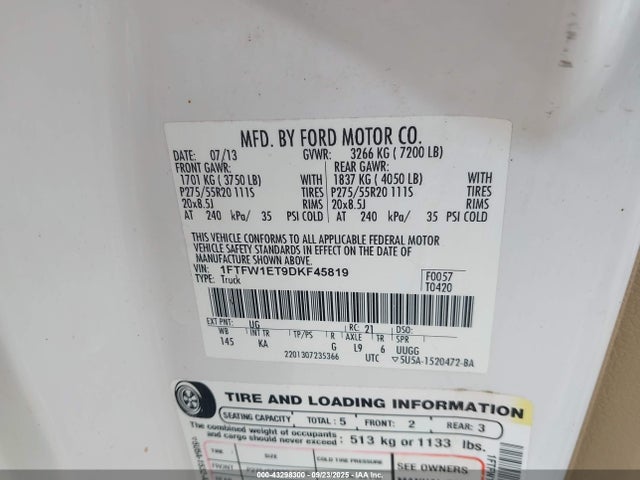 MFD. BY FORD MOTOR CO.
DATE: 07/13 GVWR: 3266 KG ( 7200 LB)
FRONT GAWR: REAR GAWR:
1701 KG ( 3750 LB) WITH 1837 KG ( 4050 LB) WITH
P275/55R20 111S TIRES P275/55R20 111S TIRES
20x8.5J RIMS 20x8.5J RIMS
AT 240 kPa/ 35 PSI COLD AT 240 kPa/ 35 PSI COLD
THIS VEHICLE CONFORMS TO ALL APPLICABLE FEDERAL MOTOR
VEHICLE SAFETY STANDARDS IN EFFECT ON THE DATE OF
MANUFACTURE SHOWN ABOVE.
VIN: 1FTFW1ET9DKF45819 F0057
TYPE: Truck T0420
EXT PNT: UG RC: 21 DSO:
WB INT TR TP/PS R AXLE TR SPR
145 KA G L9 6 UUGG
2201307235366 UTC ▽5U5A-1520472-BA
TIRE AND LOADING INFORMATION
SEATING CAPACITY TOTAL: 5 FRONT: 2 REAR: 3
The combined weight of occupants
and cargo should never exceed: 513 kg or 1133 lbs.
COLD TIRE PRESSURE SEE OWNERS
FRONT
© 000-43298300 - 09/23/2025 - IAAI.COM